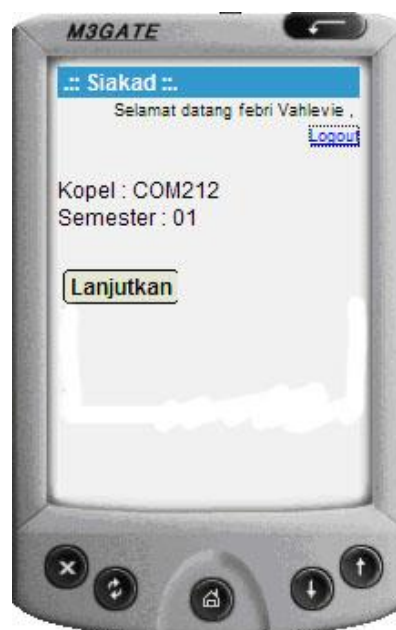 M3GATE
.:: Siakad ::.
Selamat datang febri Vahlevie ,
Logout
Kopel : COM212
Semester : 01
Lanjutkan